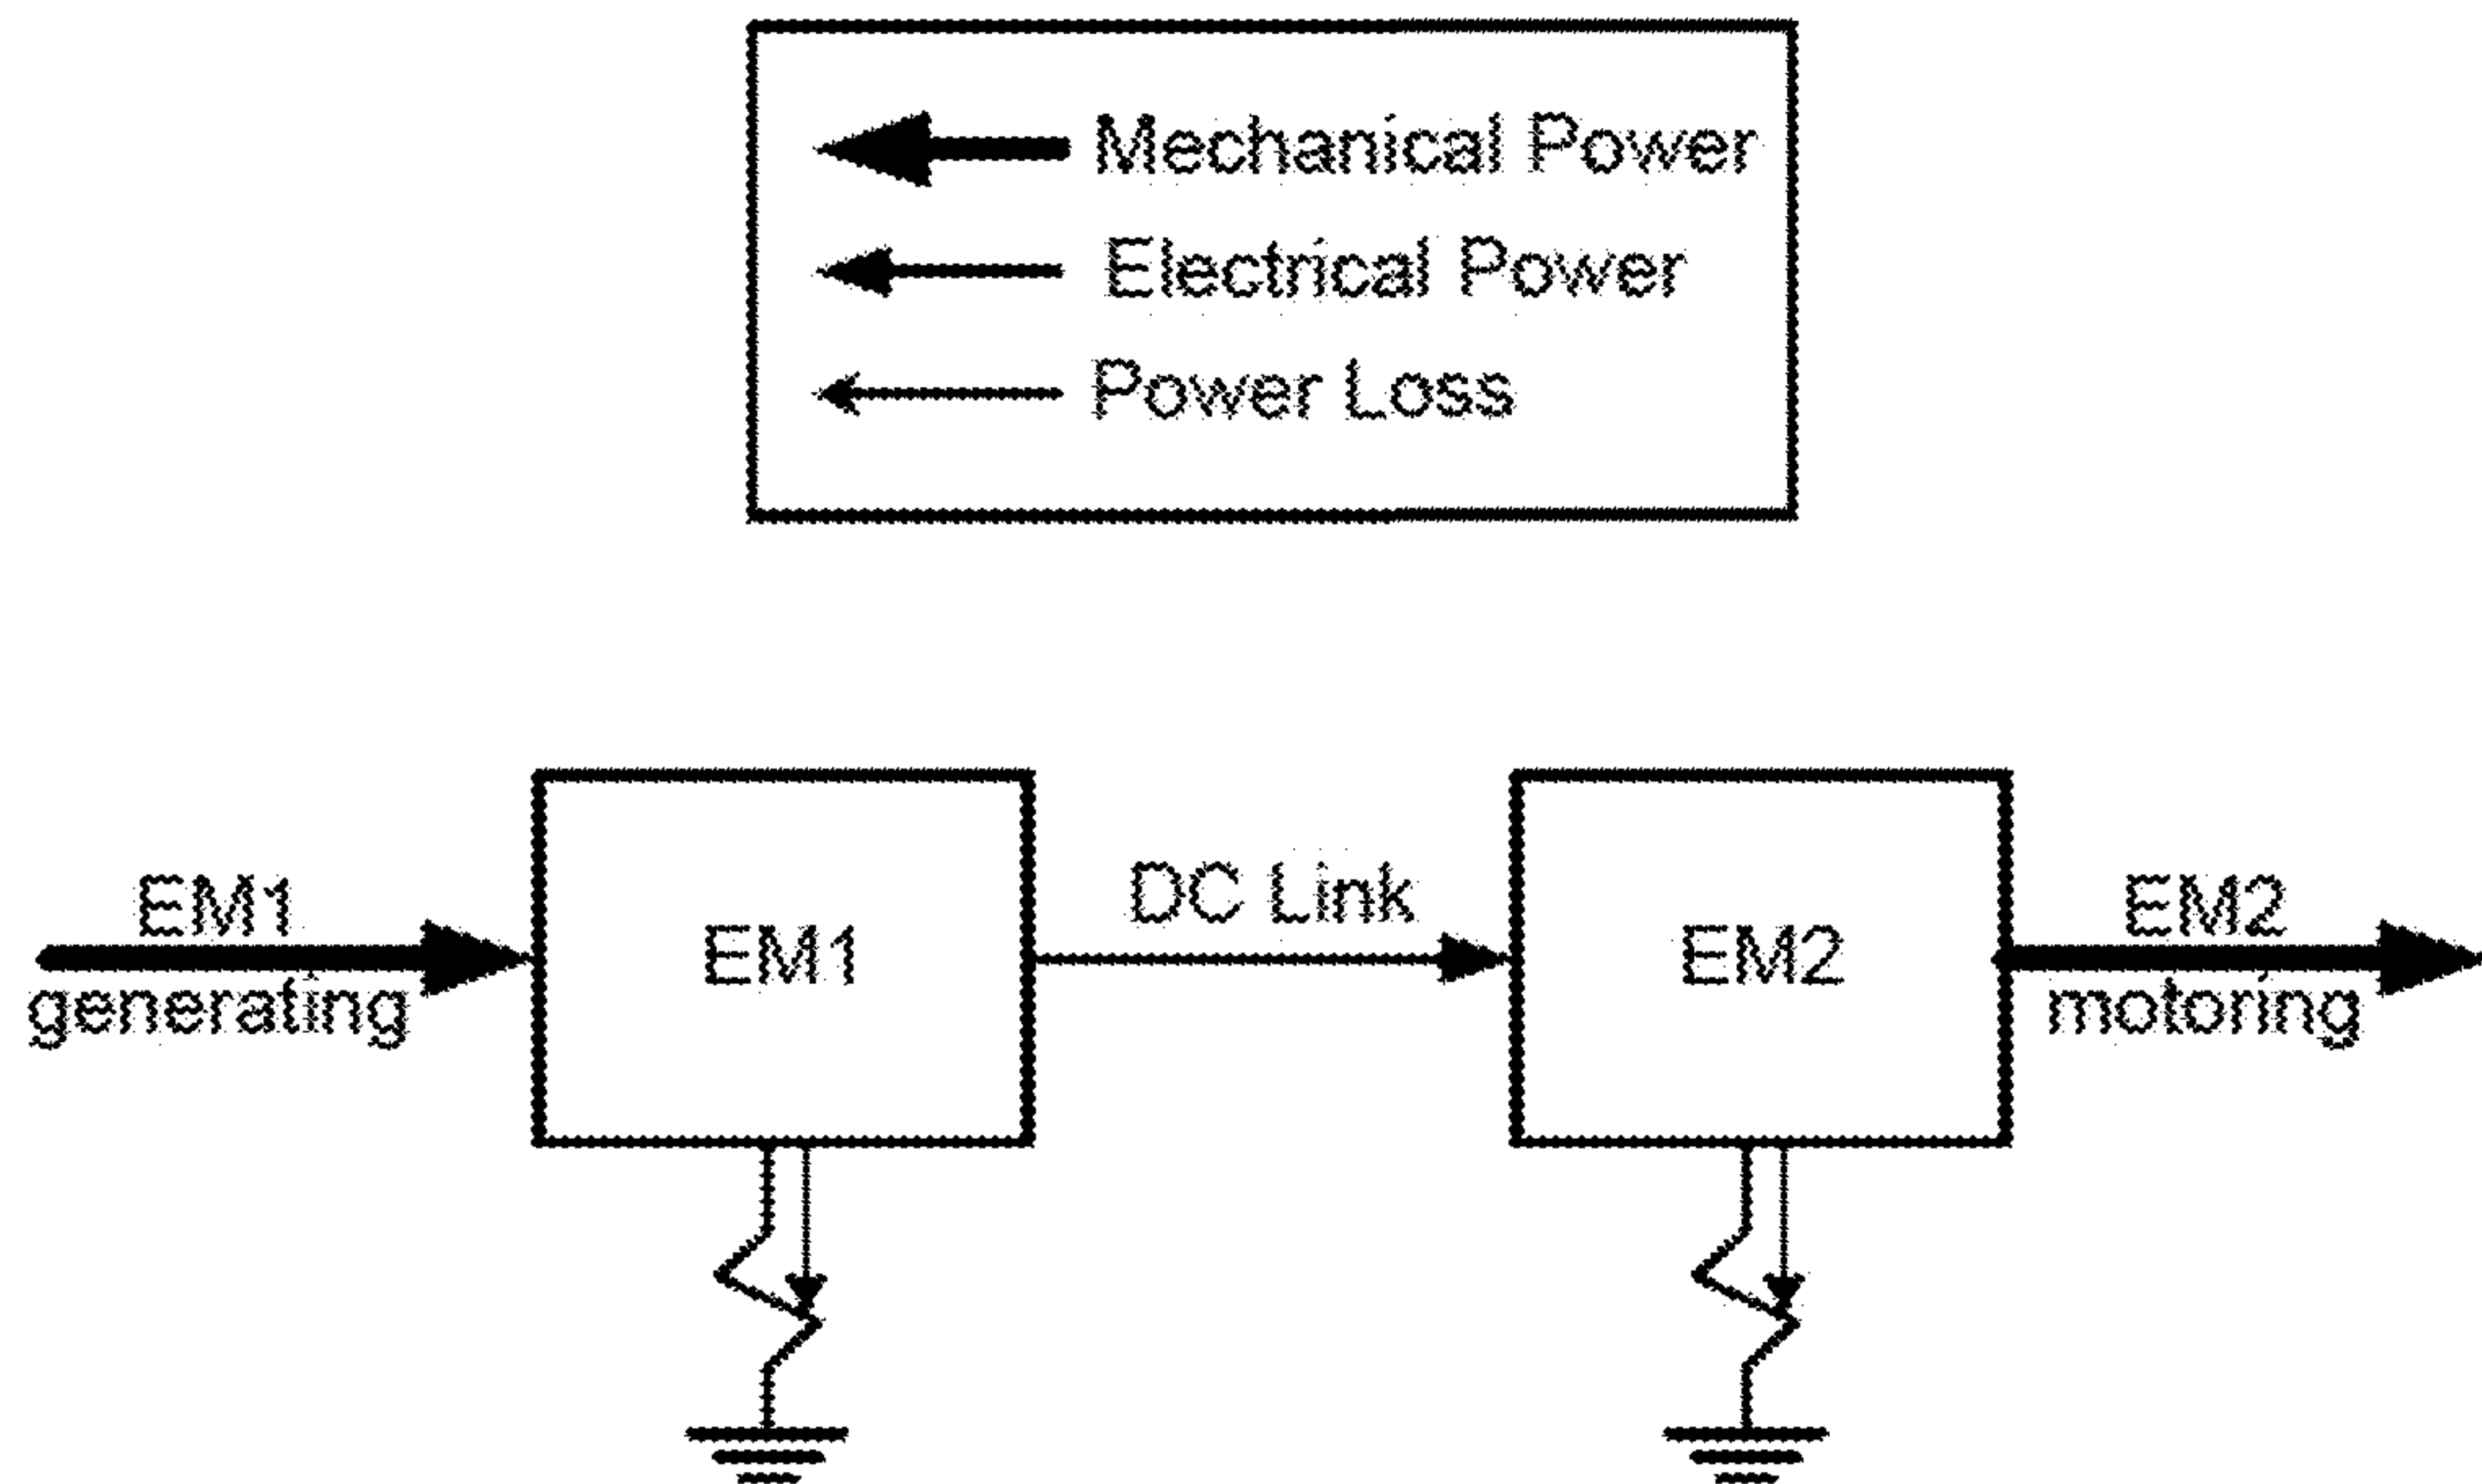 Mechanical Power
Electrical Power
Power Loss
EM1
generating
EM1
DC Link
EM2
EM2
motoring